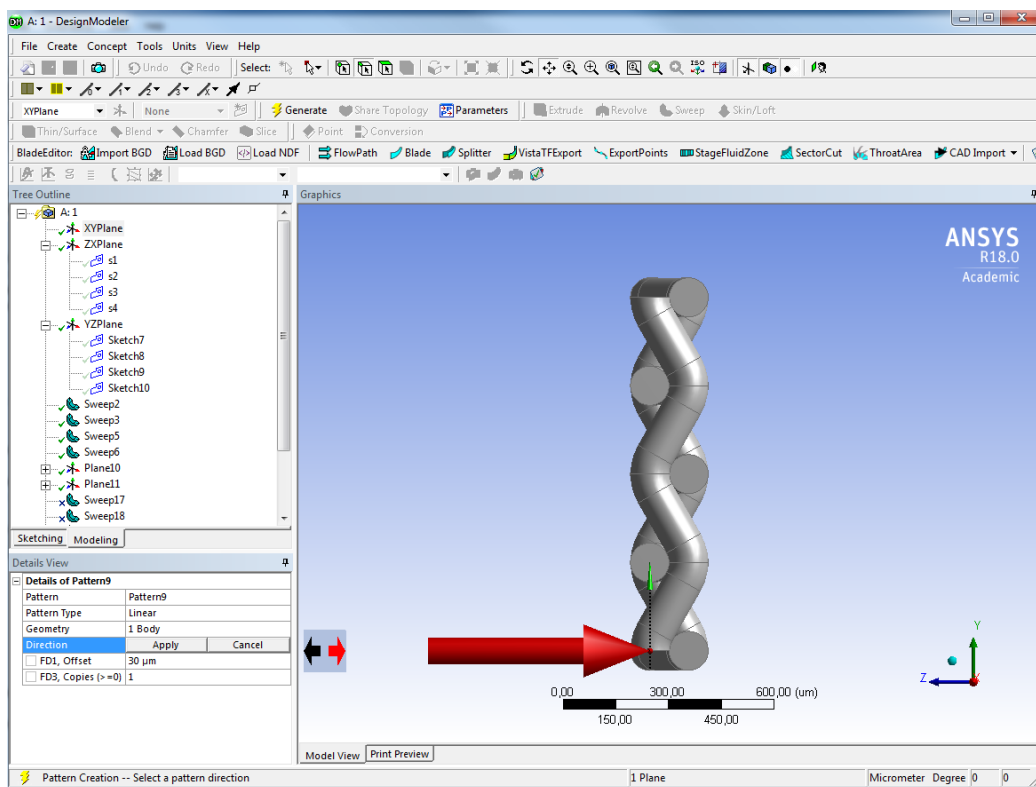 A: 1 - DesignModeler
File Create Concept Tools Units View Help
Undo Redo Select:
XYPlane None Generate Share Topology Parameters Extrude Revolve Sweep Skin/Loft
Thin/Surface Blend Chamfer Slice Point Conversion
BladeEditor: Import BGD Load BGD Load NDF FlowPath Blade Splitter VistaTFExport ExportPoints StageFluidZone SectorCut ThroatArea CAD Import
Tree Outline
Graphics
A: 1
XYPlane
ZXPlane
s1
s2
s3
s4
YZPlane
Sketch7
Sketch8
Sketch9
Sketch10
Sweep2
Sweep3
Sweep5
Sweep6
Plane10
Plane11
Sweep17
Sweep18
Sketching Modeling
Details View
Details of Pattern9
Pattern Pattern9
Pattern Type Linear
Geometry 1 Body
Direction Apply Cancel
FD1, Offset 30 µm
FD3, Copies (>=0) 1
ANSYS
R18.0
Academic
Y
Z
X
0,00 300,00 600,00 (um)
150,00 450,00
Model View Print Preview
Pattern Creation -- Select a pattern direction 1 Plane Micrometer Degree 0 0